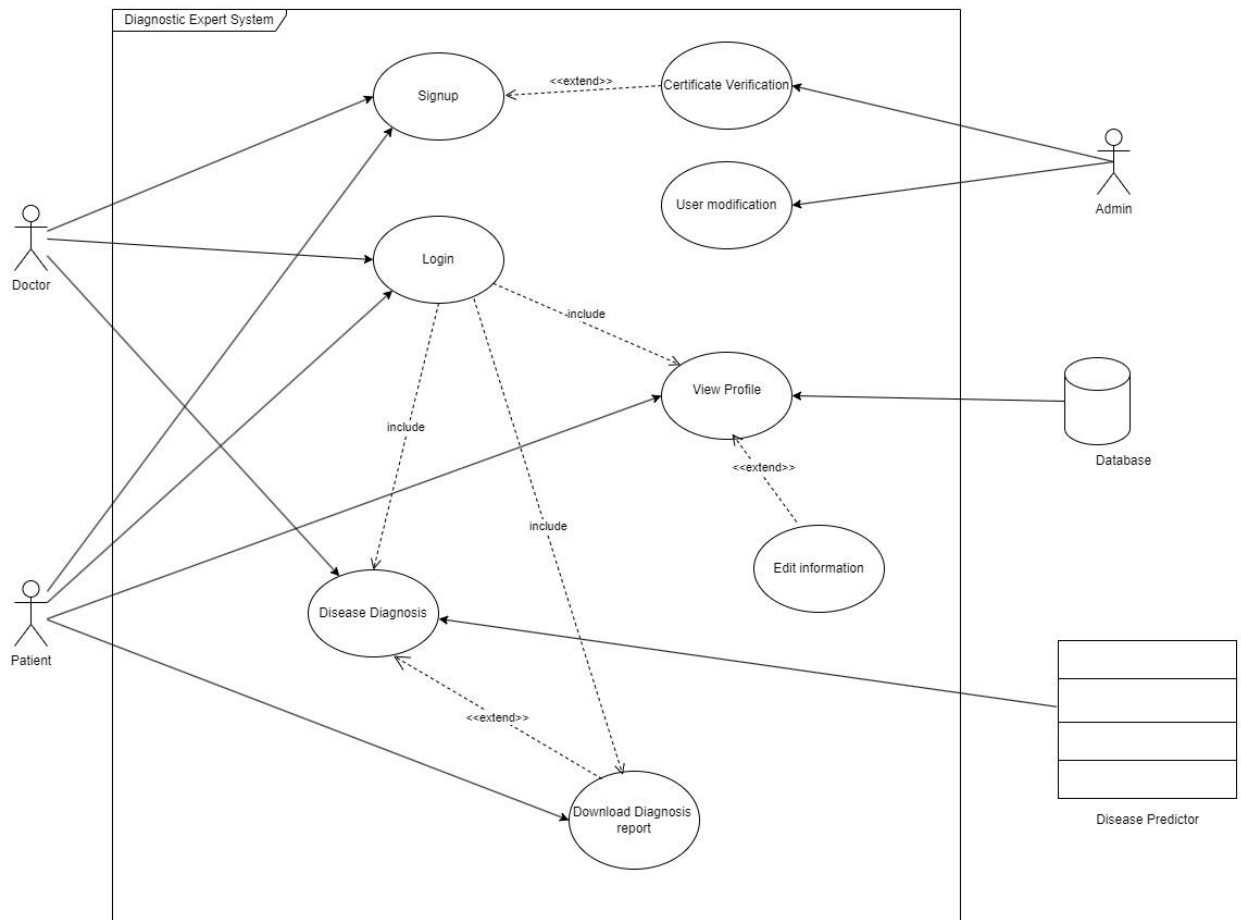 Diagnostic Expert System
Signup
<<extend>>
Certificate Verification
User modification
Admin
Doctor
Login
include
View Profile
Database
include
<<extend>>
include
Edit information
Disease Diagnosis
Patient
<<extend>>
Download Diagnosis
report
Disease Predictor